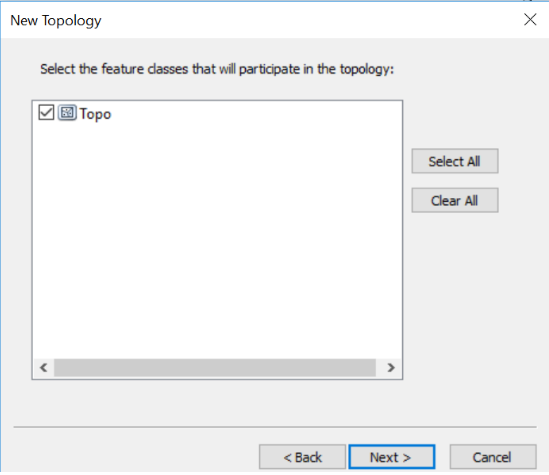 New Topology
Select the feature classes that will participate in the topology:
Topo
Select All
Clear All
< Back
Next >
Cancel